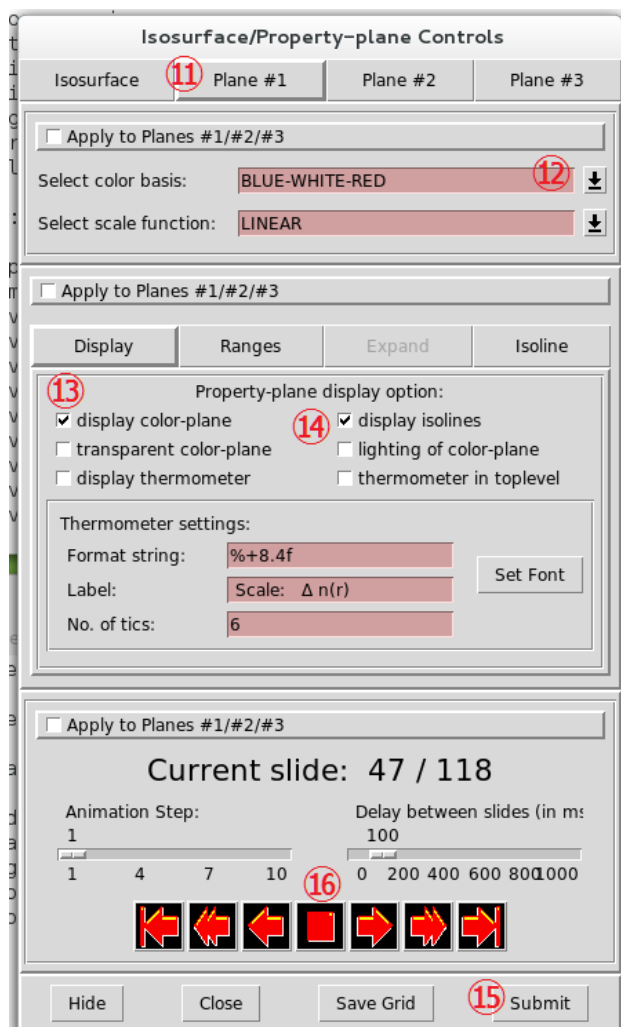 Isosurface/Property-plane Controls
Isosurface ⑪ Plane #1 Plane #2 Plane #3
Apply to Planes #1/#2/#3
Select color basis: BLUE-WHITE-RED ⑫
Select scale function: LINEAR
Apply to Planes #1/#2/#3
Display Ranges Expand Isoline
⑬ Property-plane display option:
display color-plane ⑭ display isolines
transparent color-plane lighting of color-plane
display thermometer thermometer in toplevel
Thermometer settings:
Format string: %+8.4f
Set Font
Label: Scale: Δ n(r)
No. of tics: 6
Apply to Planes #1/#2/#3
Current slide: 47 / 118
Animation Step: Delay between slides (in ms
1 100
1 4 7 10 0 200 400 600 800 1000
⑯
Hide Close Save Grid ⑮ Submit